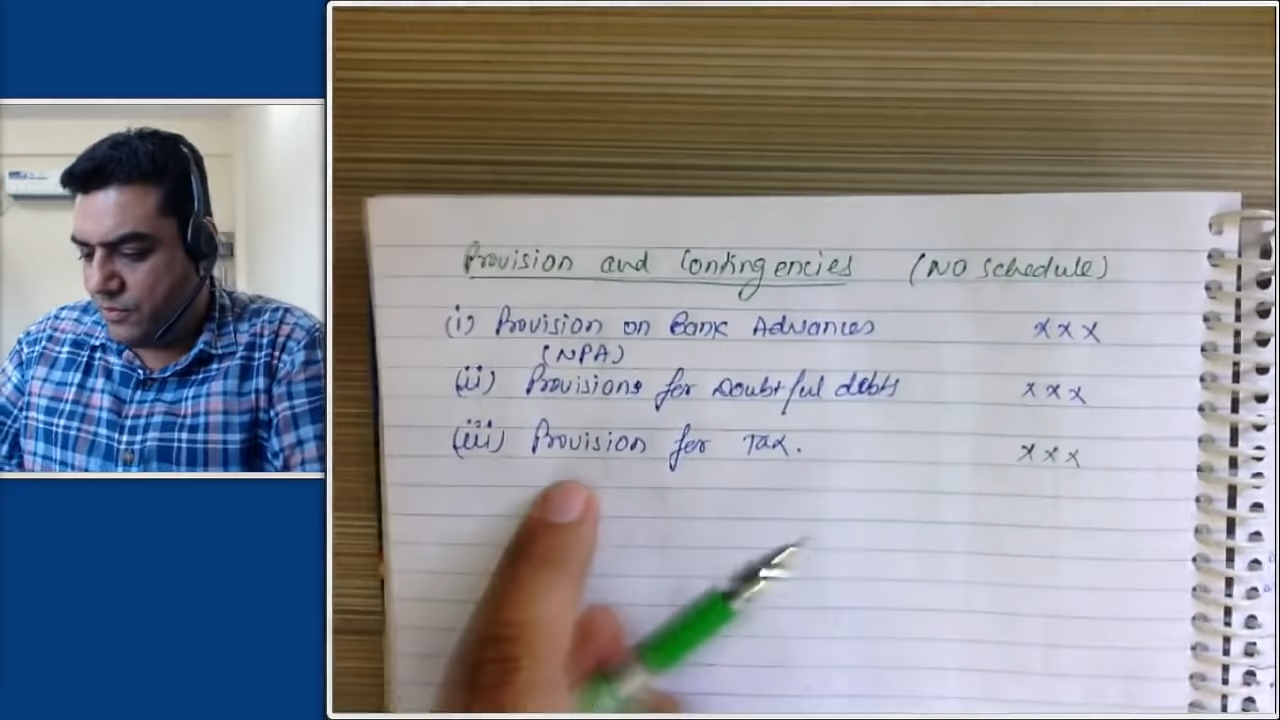 Provision and Contingencies (NO Schedule)
(i) Provision on Bank Advances xxx
(NPA)
(ii) Provisions for Doubtful debts xxx
(iii) Provision for Tax. xxx